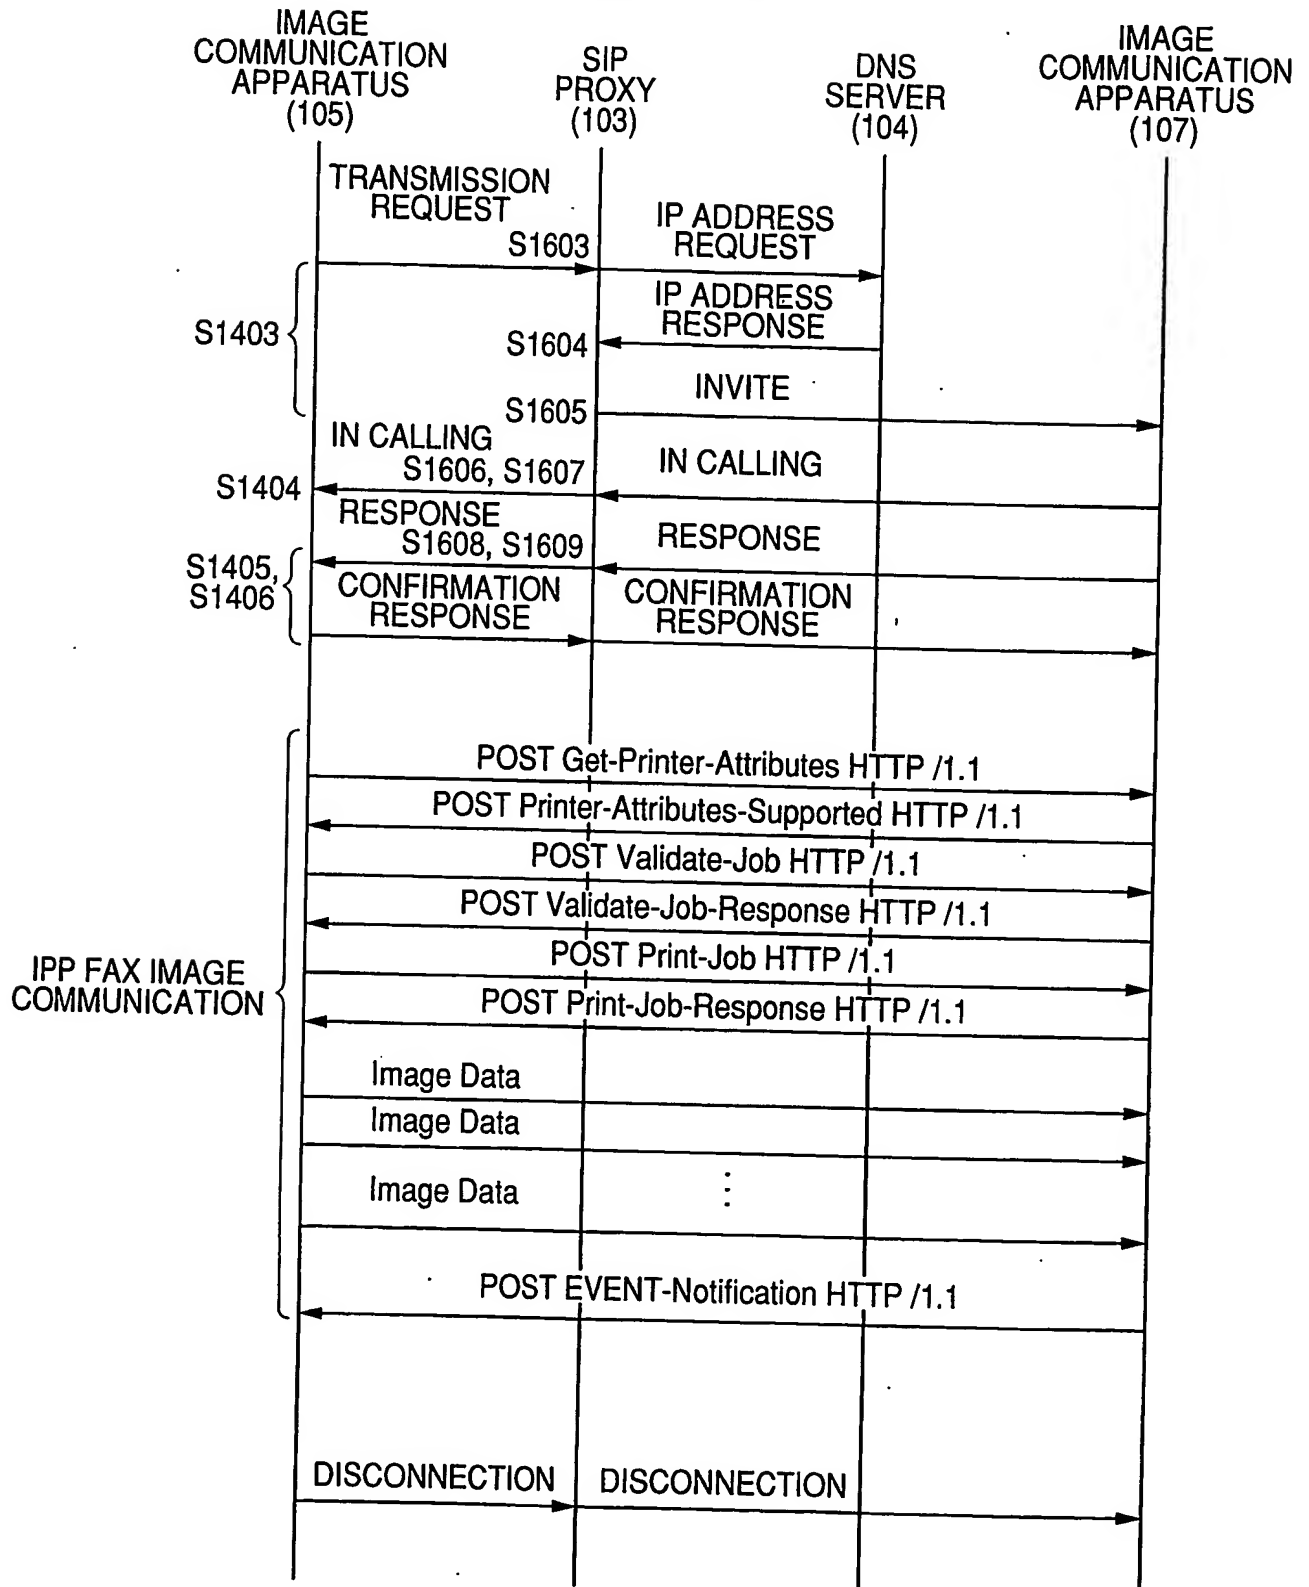 IMAGE
COMMUNICATION
APPARATUS
(105)
SIP
PROXY
(103)
DNS
SERVER
(104)
IMAGE
COMMUNICATION
APPARATUS
(107)
TRANSMISSION
REQUEST
S1603
IP ADDRESS
REQUEST
S1403
IP ADDRESS
RESPONSE
S1604
INVITE
S1605
IN CALLING
S1606, S1607
IN CALLING
S1404
RESPONSE
S1608, S1609
RESPONSE
S1405,
S1406
CONFIRMATION
RESPONSE
CONFIRMATION
RESPONSE
POST Get-Printer-Attributes HTTP /1.1
POST Printer-Attributes-Supported HTTP /1.1
POST Validate-Job HTTP /1.1
POST Validate-Job-Response HTTP /1.1
POST Print-Job HTTP /1.1
POST Print-Job-Response HTTP /1.1
IPP FAX IMAGE
COMMUNICATION
Image Data
Image Data
Image Data
POST EVENT-Notification HTTP /1.1
DISCONNECTION
DISCONNECTION